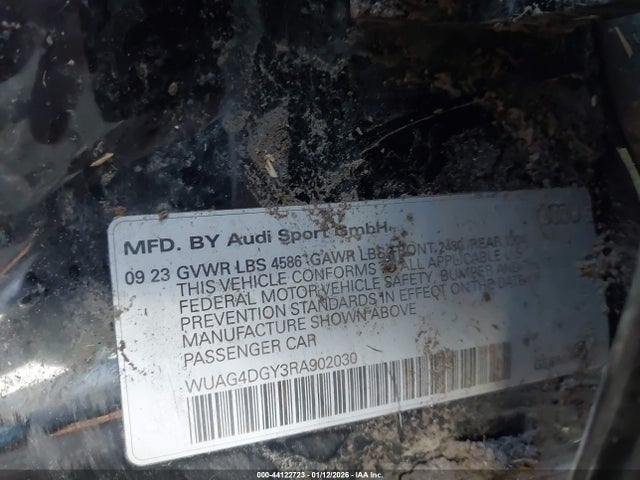 MFD. BY Audi Sport GmbH
09 23 GVWR LBS 4586 GAWR LBS FRONT 2490 REAR
THIS VEHICLE CONFORMS TO ALL APPLICABLE U.S.
FEDERAL MOTOR VEHICLE SAFETY, BUMPER AND
PREVENTION STANDARDS IN EFFECT ON THE DATE
MANUFACTURE SHOWN ABOVE
PASSENGER CAR
WUAG4DGY3RA902030
000-44122723 - 01/12/2026 - IAA Inc.